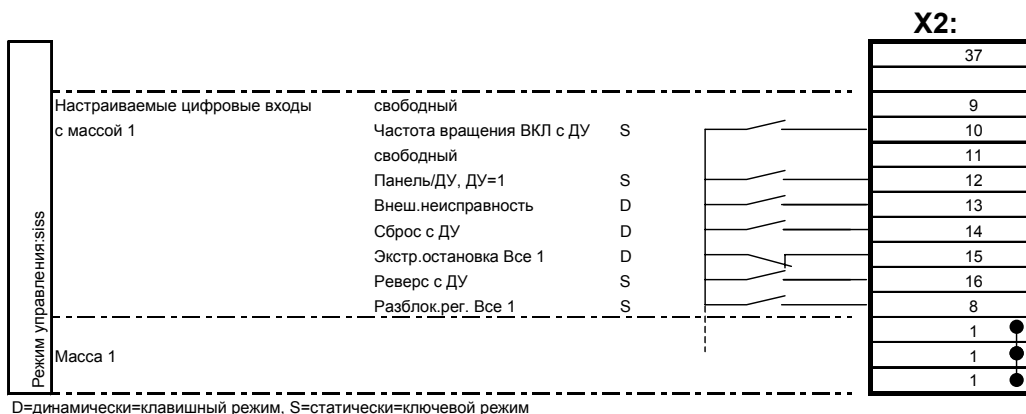 X2:
37
Настраиваемые цифровые входы свободный 9
с массой 1 Частота вращения ВКЛ с ДУ S 10
свободный 11
Панель/ДУ, ДУ=1 S 12
Внеш.неисправность D 13
Сброс с ДУ D 14
Экстр.остановка Все 1 D 15
Реверс с ДУ S 16
Разблок.рег. Все 1 S 8
1
Масса 1 1
1
Режим управления:siss
D=динамически=клавишный режим, S=статически=ключевой режим